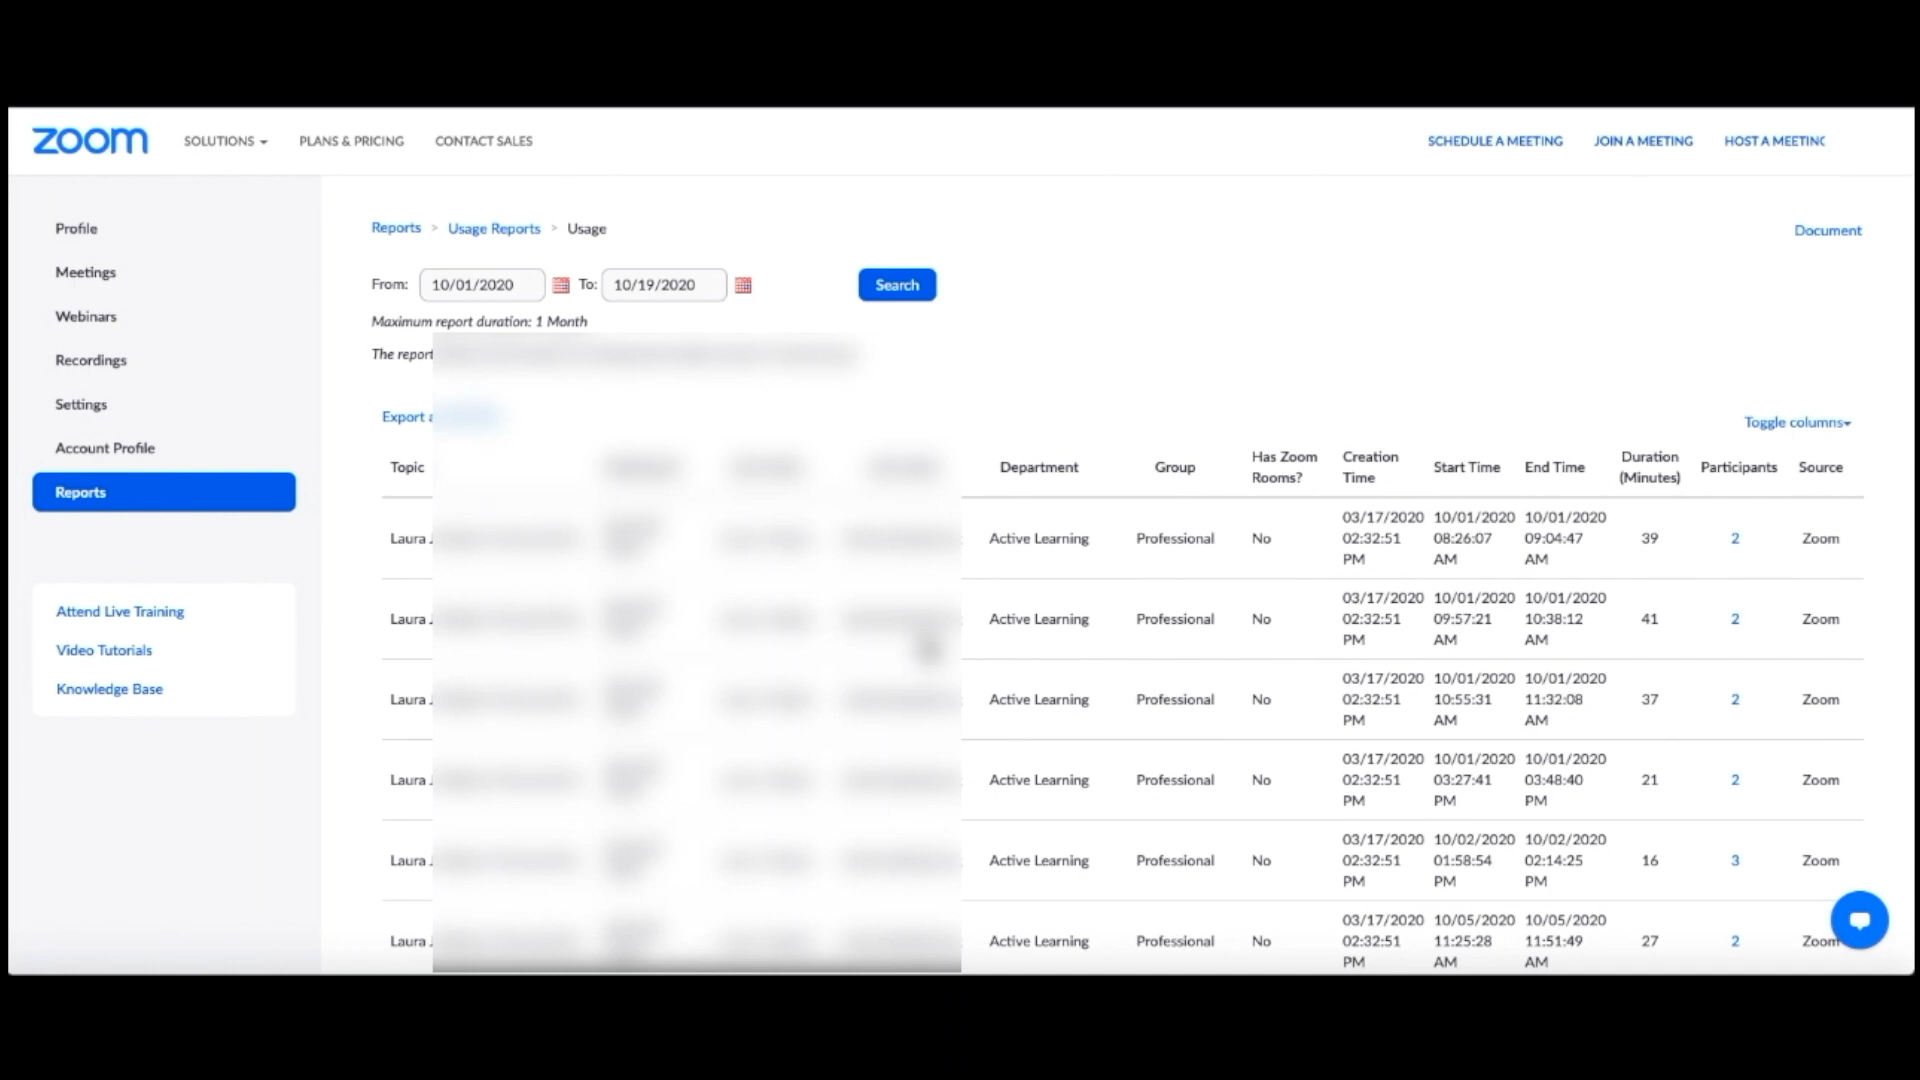 zoom SOLUTIONS PLANS & PRICING CONTACT SALES SCHEDULE A MEETING JOIN A MEETING HOST A MEETING
Profile
Meetings
Webinars
Recordings
Settings
Account Profile
Reports
Attend Live Training
Video Tutorials
Knowledge Base
Reports > Usage Reports > Usage
Document
From: 10/01/2020 To: 10/19/2020 Search
Maximum report duration: 1 Month
The report
Export
Toggle columns
Topic Department Group Has Zoom Rooms? Creation Time Start Time End Time Duration (Minutes) Participants Source
Laura J Active Learning Professional No 03/17/2020 02:32:51 PM 10/01/2020 08:26:07 AM 10/01/2020 09:04:47 AM 39 2 Zoom
Laura J Active Learning Professional No 03/17/2020 02:32:51 PM 10/01/2020 09:57:21 AM 10/01/2020 10:38:12 AM 41 2 Zoom
Laura J Active Learning Professional No 03/17/2020 02:32:51 PM 10/01/2020 10:55:31 AM 10/01/2020 11:32:08 AM 37 2 Zoom
Laura J Active Learning Professional No 03/17/2020 02:32:51 PM 10/01/2020 03:27:41 PM 10/01/2020 03:48:40 PM 21 2 Zoom
Laura J Active Learning Professional No 03/17/2020 02:32:51 PM 10/02/2020 01:58:54 PM 10/02/2020 02:14:25 PM 16 3 Zoom
Laura J Active Learning Professional No 03/17/2020 02:32:51 PM 10/05/2020 11:25:28 AM 10/05/2020 11:51:49 AM 27 2 Zoom